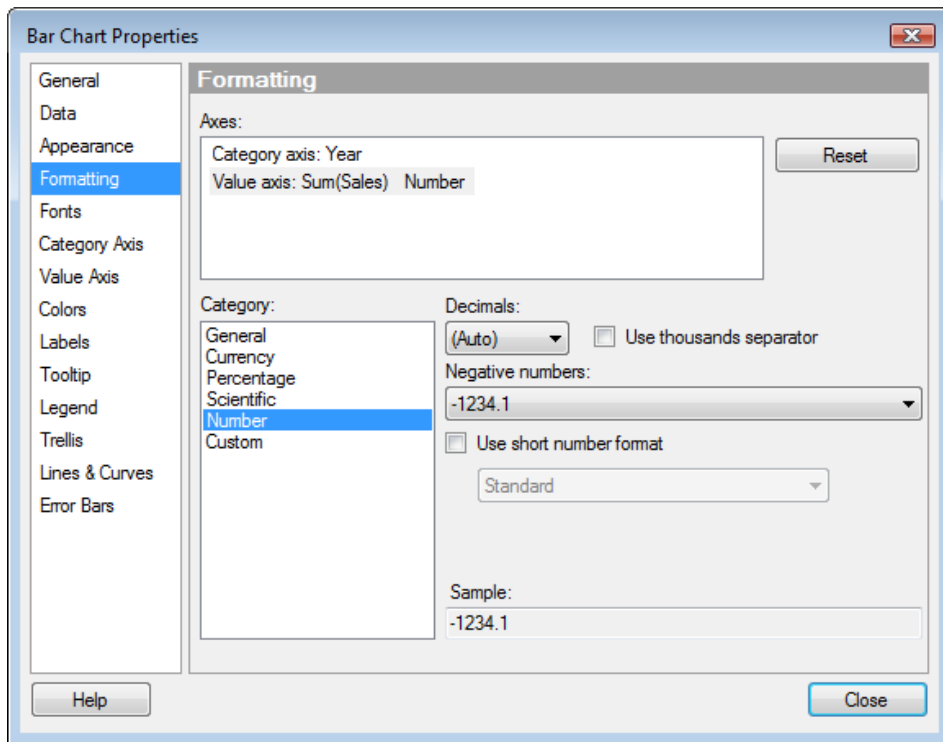 Bar Chart Properties
General
Data
Appearance
Formatting
Fonts
Category Axis
Value Axis
Colors
Labels
Tooltip
Legend
Trellis
Lines & Curves
Error Bars
Formatting
Axes:
Category axis: Year
Value axis: Sum(Sales) Number
Reset
Category:
General
Currency
Percentage
Scientific
Number
Custom
Decimals:
(Auto) Use thousands separator
Negative numbers:
-1234.1
Use short number format
Standard
Sample:
-1234.1
Help Close